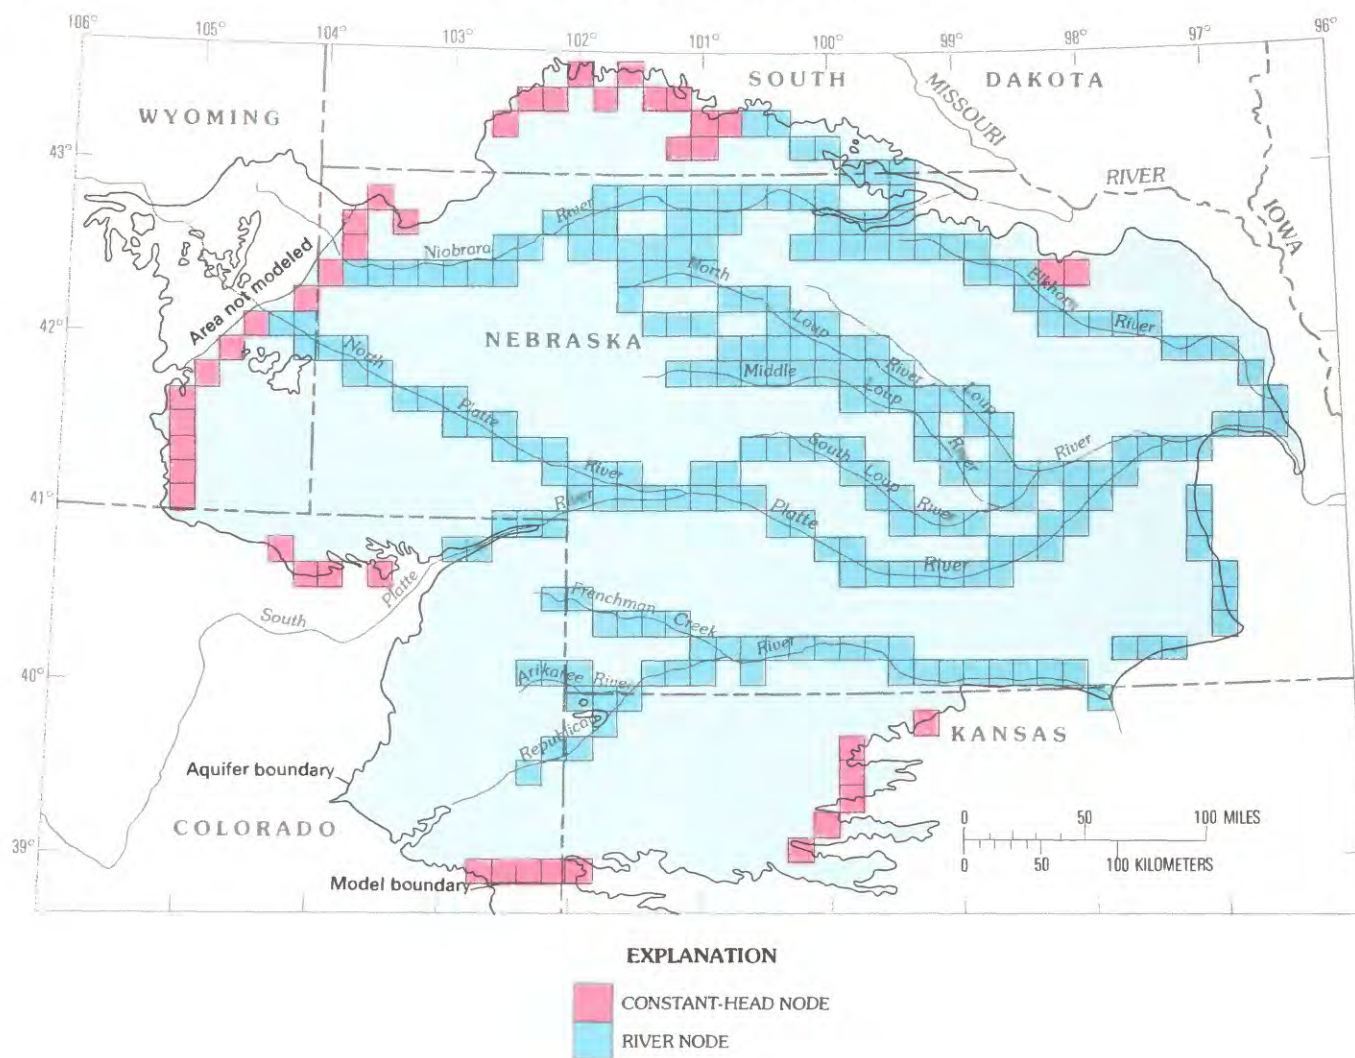 106°
105°
104°
103°
102°
101°
100°
99°
98°
97°
96°
SOUTH DAKOTA
WYOMING
MISSOURI
RIVER
IOWA
43°
River
Niobrara
Area not modeled
North
Elkhorn
River
42°
NEBRASKA
Loup
River
Loup
North
Middle
Loup
River
Platte
South
Loup
River
River
River
41°
River
Platte
River
Platte
South
Frenchman
Creek
River
40°
Arikaree River
Republican
KANSAS
Aquifer boundary
COLORADO
0 50 100 MILES
0 50 100 KILOMETERS
39°
Model boundary
EXPLANATION
CONSTANT-HEAD NODE
RIVER NODE